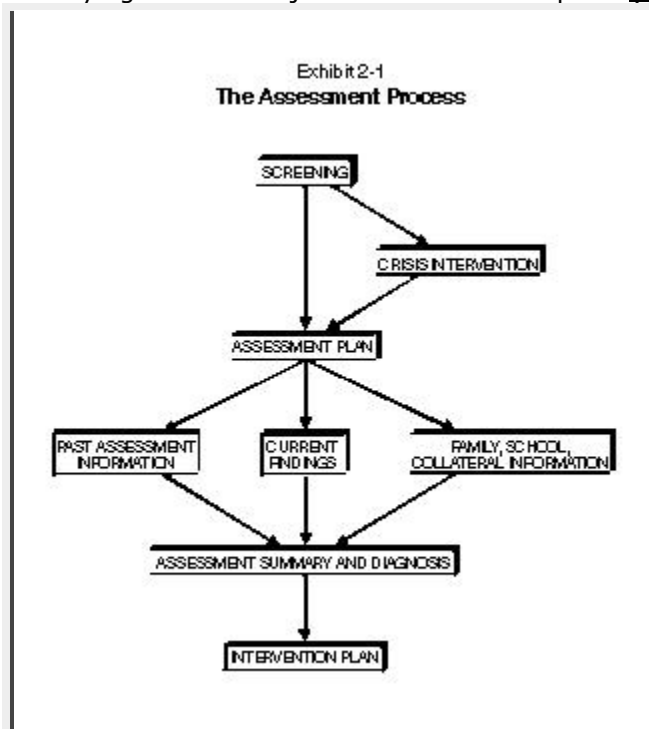 Exhibit 2-1
The Assessment Process
SCREENING
CRISIS INTERVENTION
ASSESSMENT PLAN
PAST ASSESSMENT
INFORMATION
CURRENT
FINDINGS
FAMILY, SCHOOL,
COLLATERAL INFORMATION
ASSESSMENT SUMMARY AND DIAGNOSIS
INTERVENTION PLAN